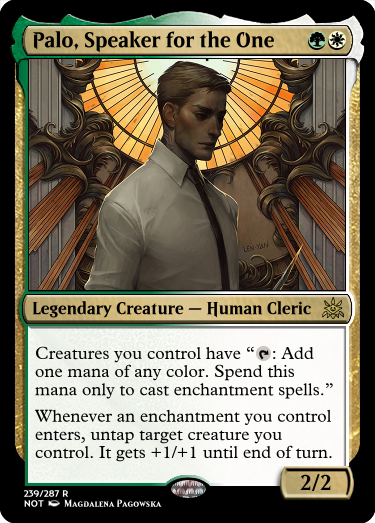 Palo, Speaker for the One
LEN-YAN
Legendary Creature — Human Cleric
Creatures you control have “: Add
one mana of any color. Spend this
mana only to cast enchantment spells.”
Whenever an enchantment you control
enters, untap target creature you
control. It gets +1/+1 until end of turn.
2/2
239/287 R
NOT Magdalena Pagowska